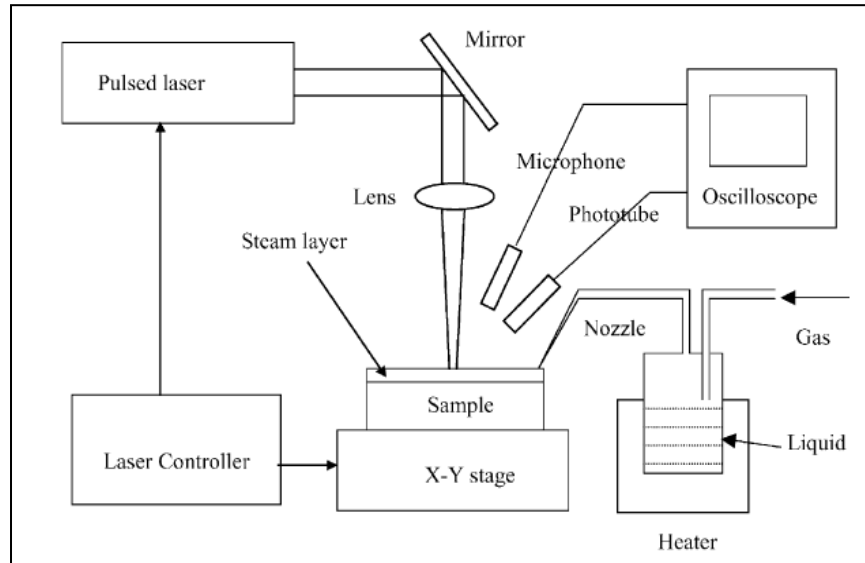 Mirror
Pulsed laser
Microphone
Lens
Oscilloscope
Phototube
Steam layer
Nozzle
Gas
Sample
Liquid
Laser Controller
X-Y stage
Heater